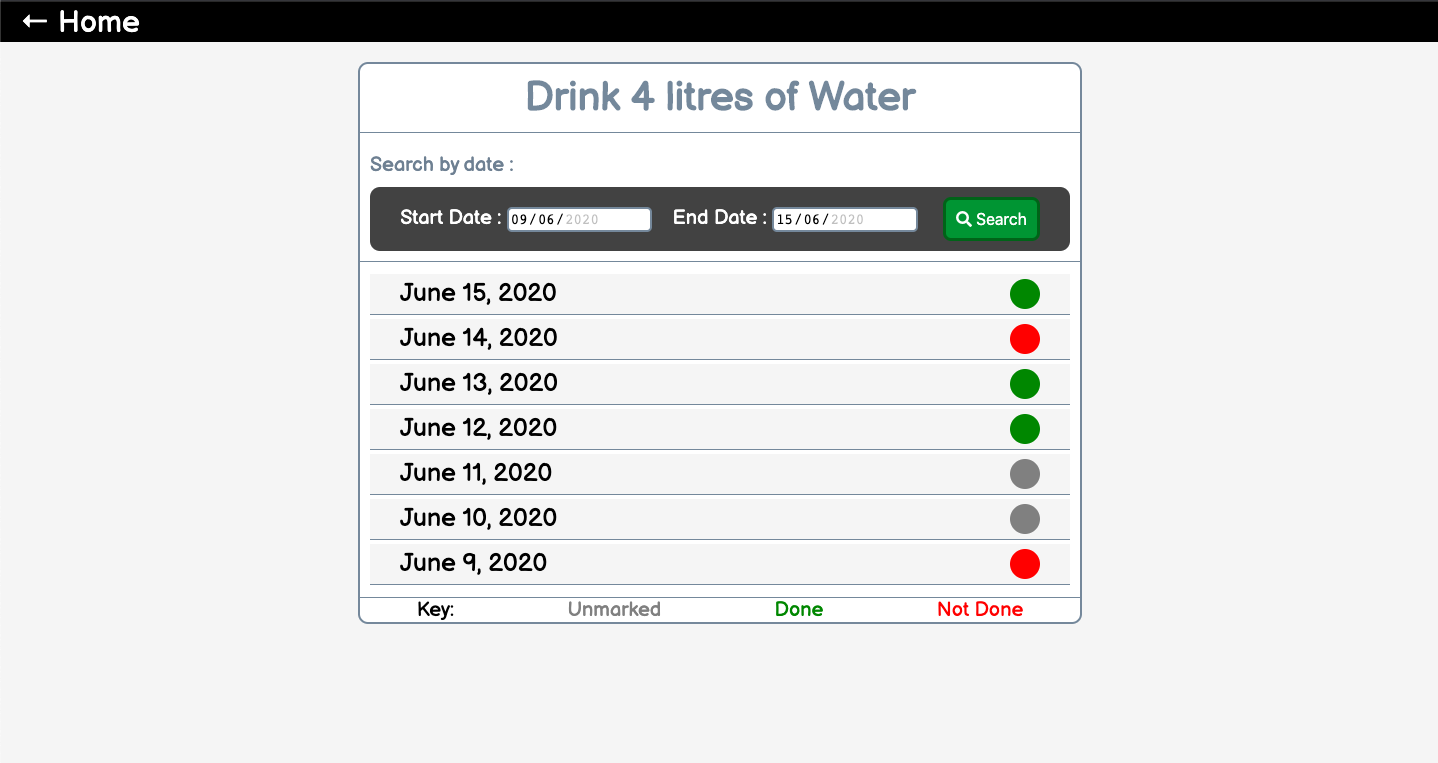 ← Home
Drink 4 litres of Water
Search by date :
Start Date : 09/06/2020 End Date : 15/06/2020 Search
June 15, 2020
June 14, 2020
June 13, 2020
June 12, 2020
June 11, 2020
June 10, 2020
June 9, 2020
Key: Unmarked Done Not Done